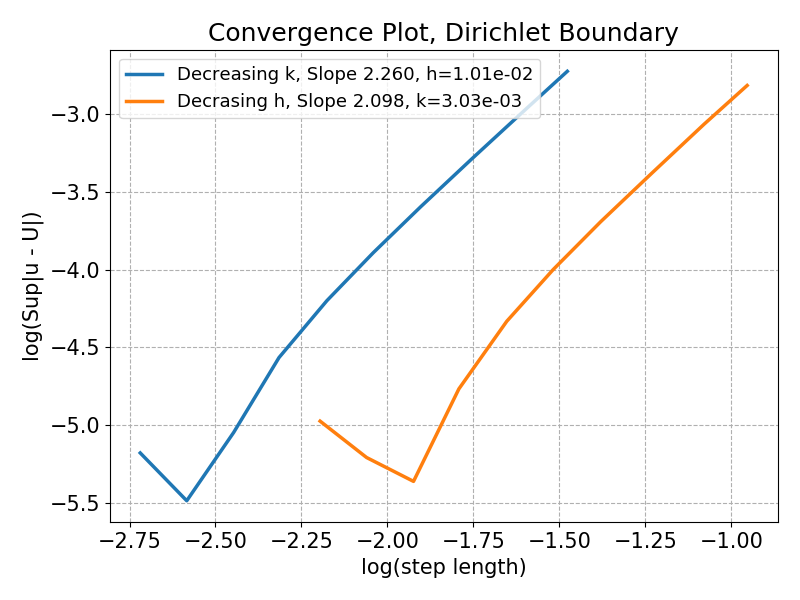 Convergence Plot, Dirichlet Boundary
Decreasing k, Slope 2.260, h=1.01e-02
Decrasing h, Slope 2.098, k=3.03e-03
log(Sup|u - U|)
−3.0
−3.5
−4.0
−4.5
−5.0
−5.5
−2.75 −2.50 −2.25 −2.00 −1.75 −1.50 −1.25 −1.00
log(step length)